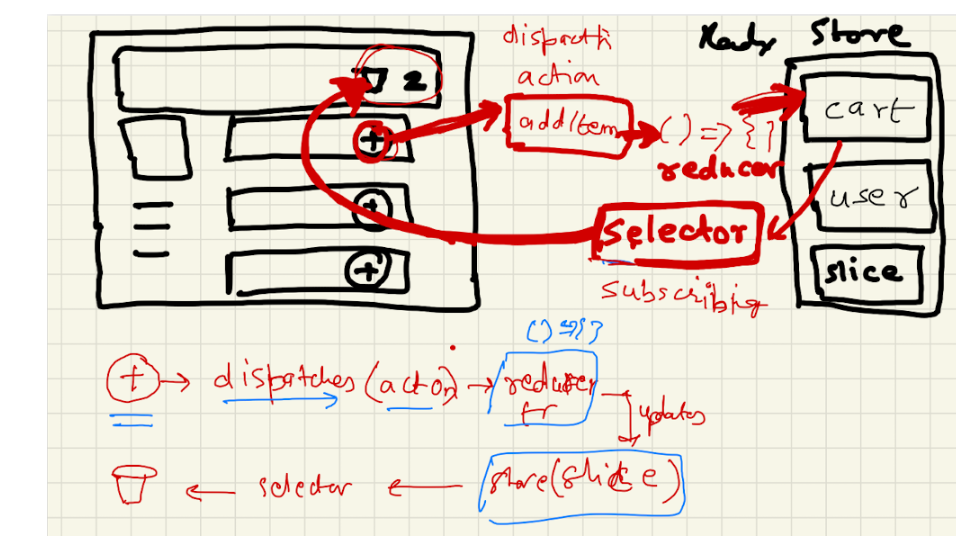 dispatch
action
Redux Store
2
addItem
() => { }
reducer
cart
user
slice
Selector
subscribing
() => { }
dispatches (action)
reducer
fr
updates
store(slice)
selector